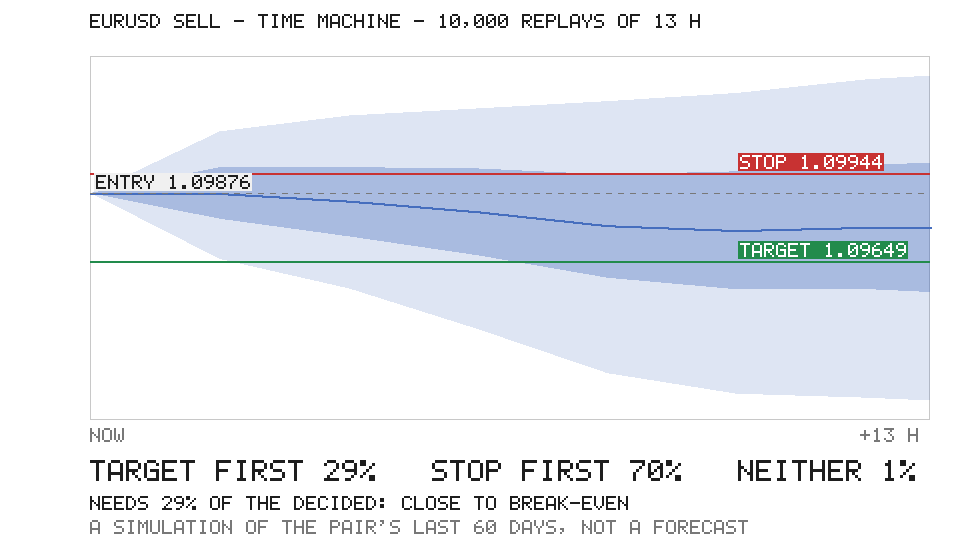 EURUSD SELL – TIME MACHINE – 10,000 REPLAYS OF 13 H
STOP 1.09944
ENTRY 1.09876
TARGET 1.09649
NOW +13 H
TARGET FIRST 29% STOP FIRST 70% NEITHER 1%
NEEDS 29% OF THE DECIDED: CLOSE TO BREAK-EVEN
A SIMULATION OF THE PAIR'S LAST 60 DAYS, NOT A FORECAST